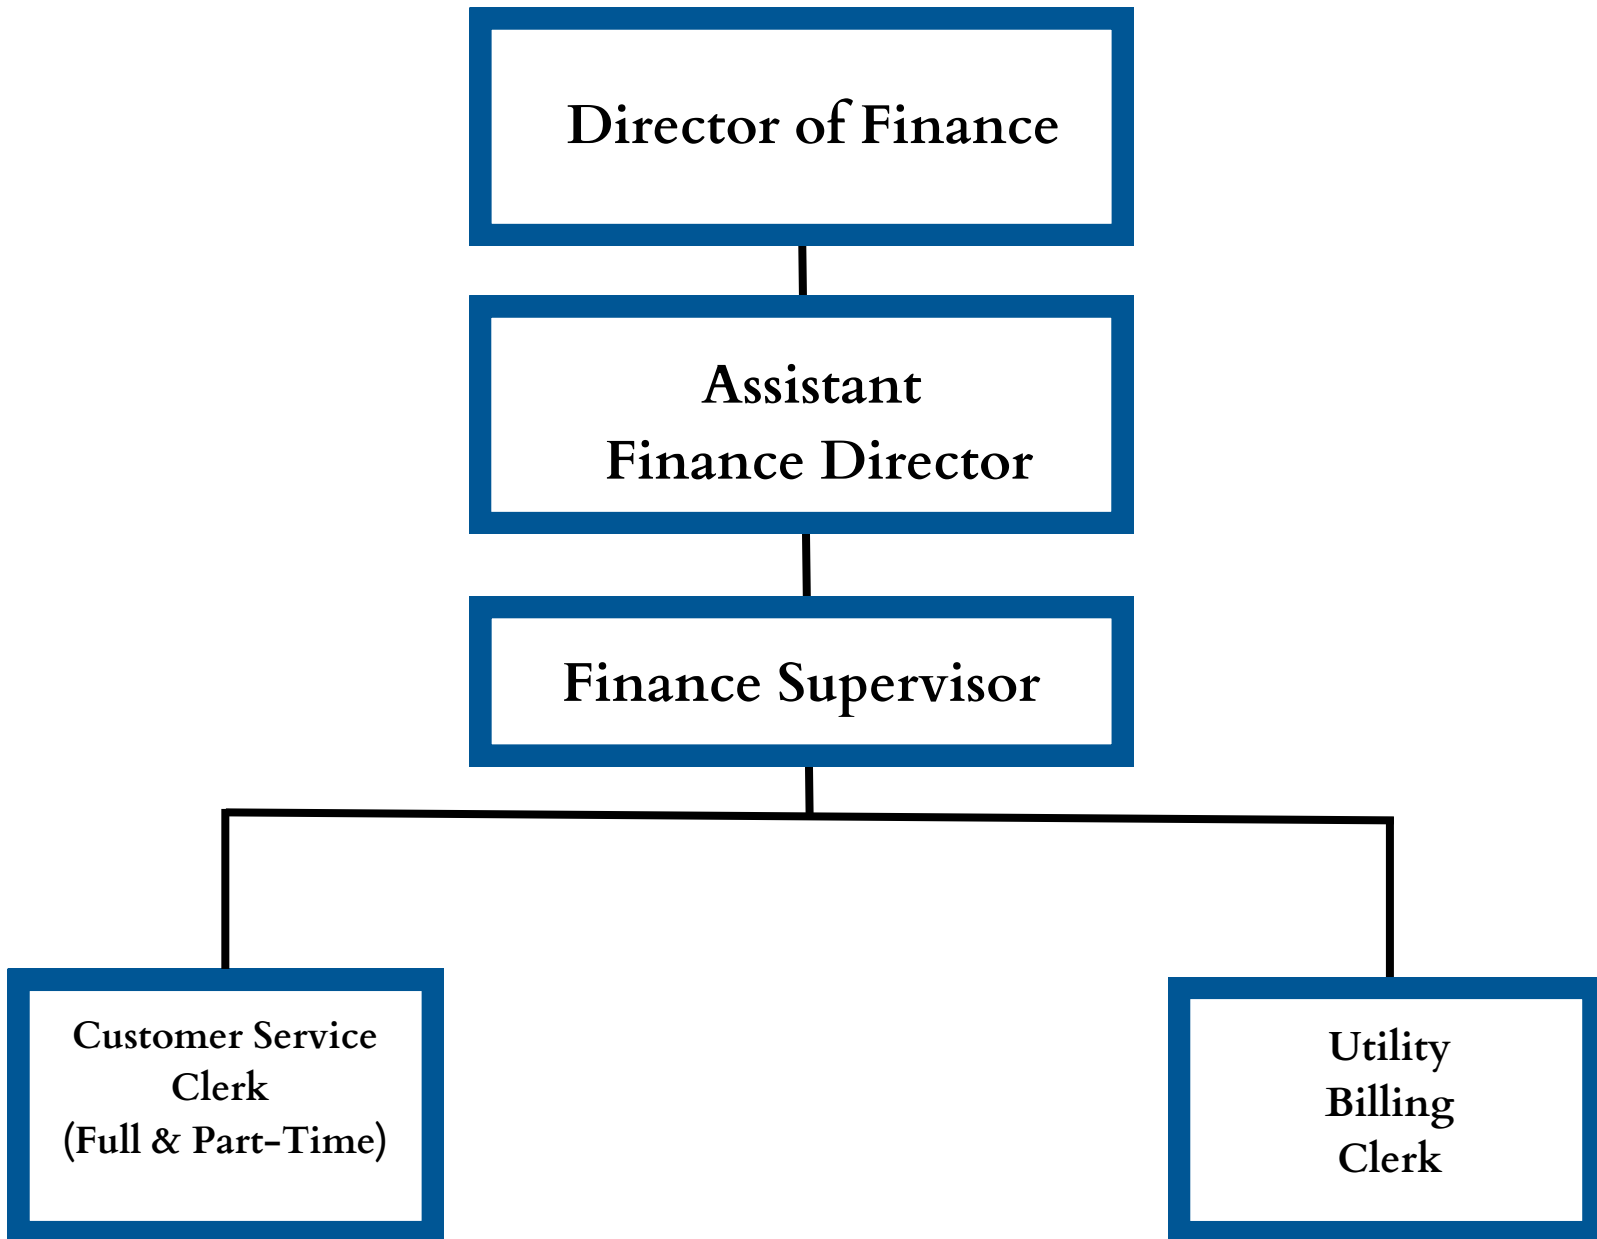 Director of Finance
Assistant
Finance Director
Finance Supervisor
Customer Service
Clerk
(Full & Part-Time)
Utility
Billing
Clerk